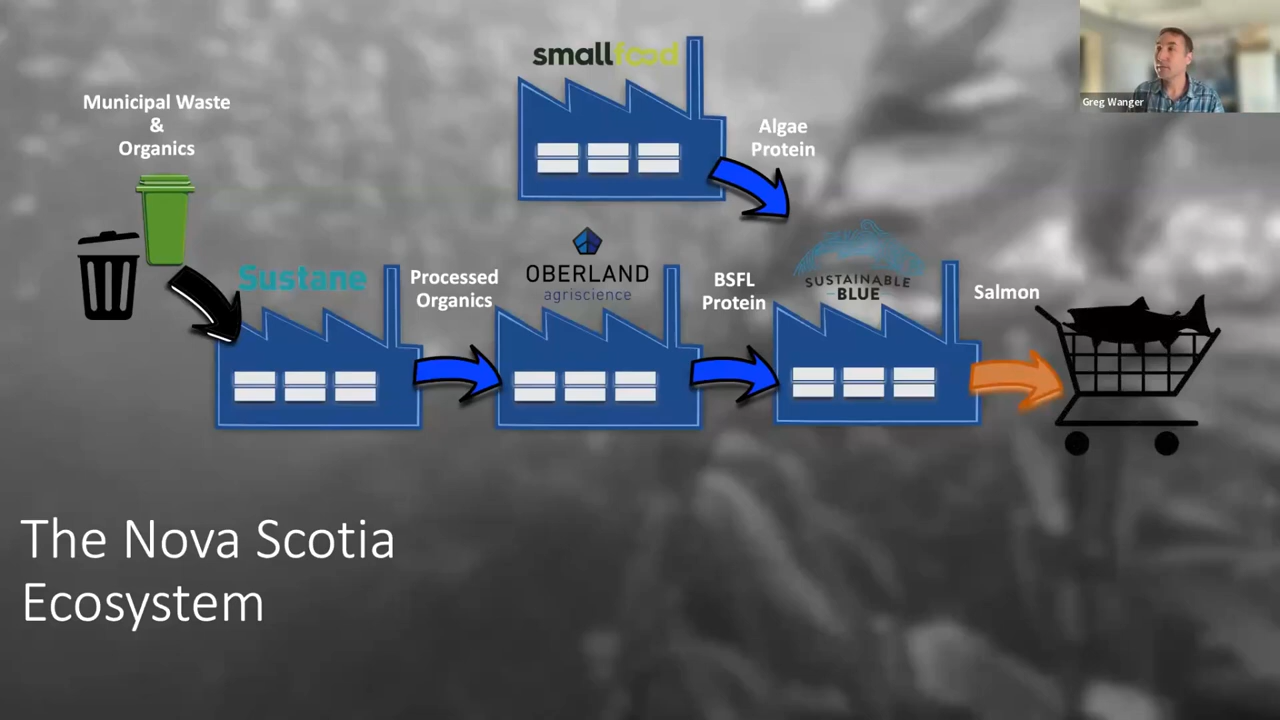 smallfood
Greg Wanger
Municipal Waste
&
Organics
Algae
Protein
Sustane
Processed
Organics
OBERLAND
agriscience
BSFL
Protein
SUSTAINABLE
BLUE
Salmon
The Nova Scotia
Ecosystem